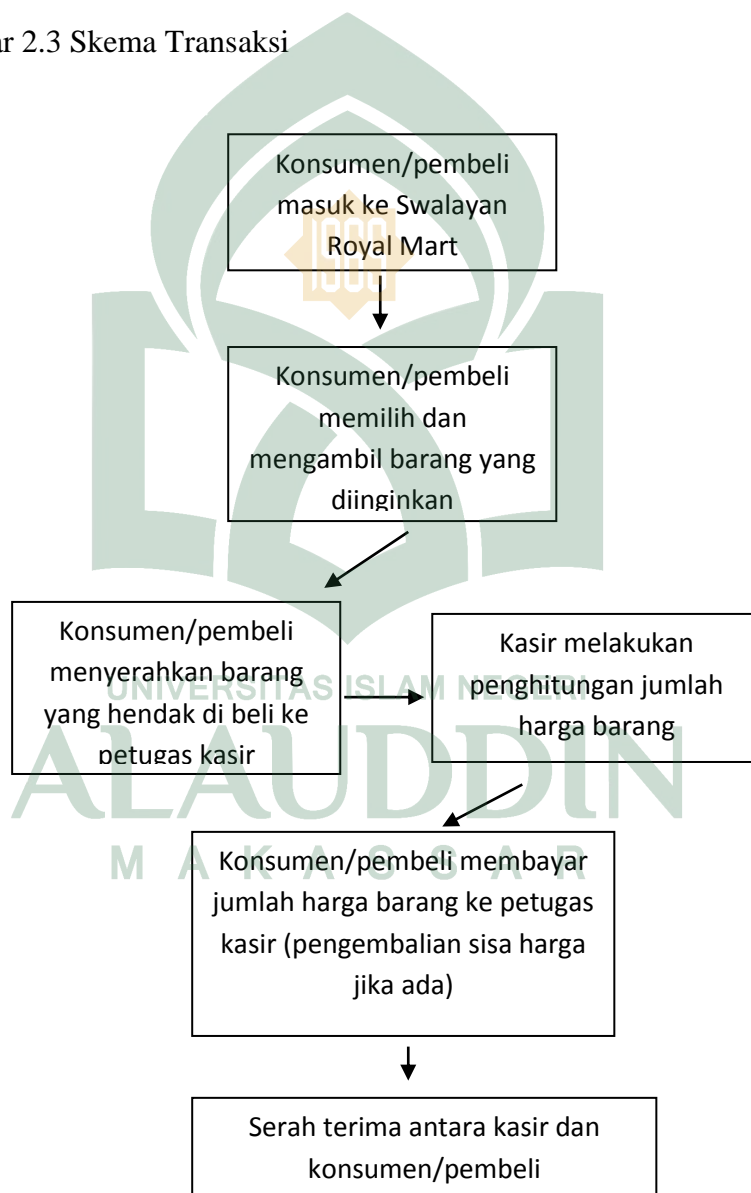 ar 2.3 Skema Transaksi
Konsumen/pembeli
masuk ke Swalayan
Royal Mart
1965
Konsumen/pembeli
memilih dan
mengambil barang yang
diinginkan
Konsumen/pembeli
menyerahkan barang
yang hendak di beli ke
petugas kasir
Kasir melakukan
penghitungan jumlah
harga barang
UNIVERSITAS ISLAM NEGERI
ALAUDDIN
MAKASSAR
Konsumen/pembeli membayar
jumlah harga barang ke petugas
kasir (pengembalian sisa harga
jika ada)
Serah terima antara kasir dan
konsumen/pembeli